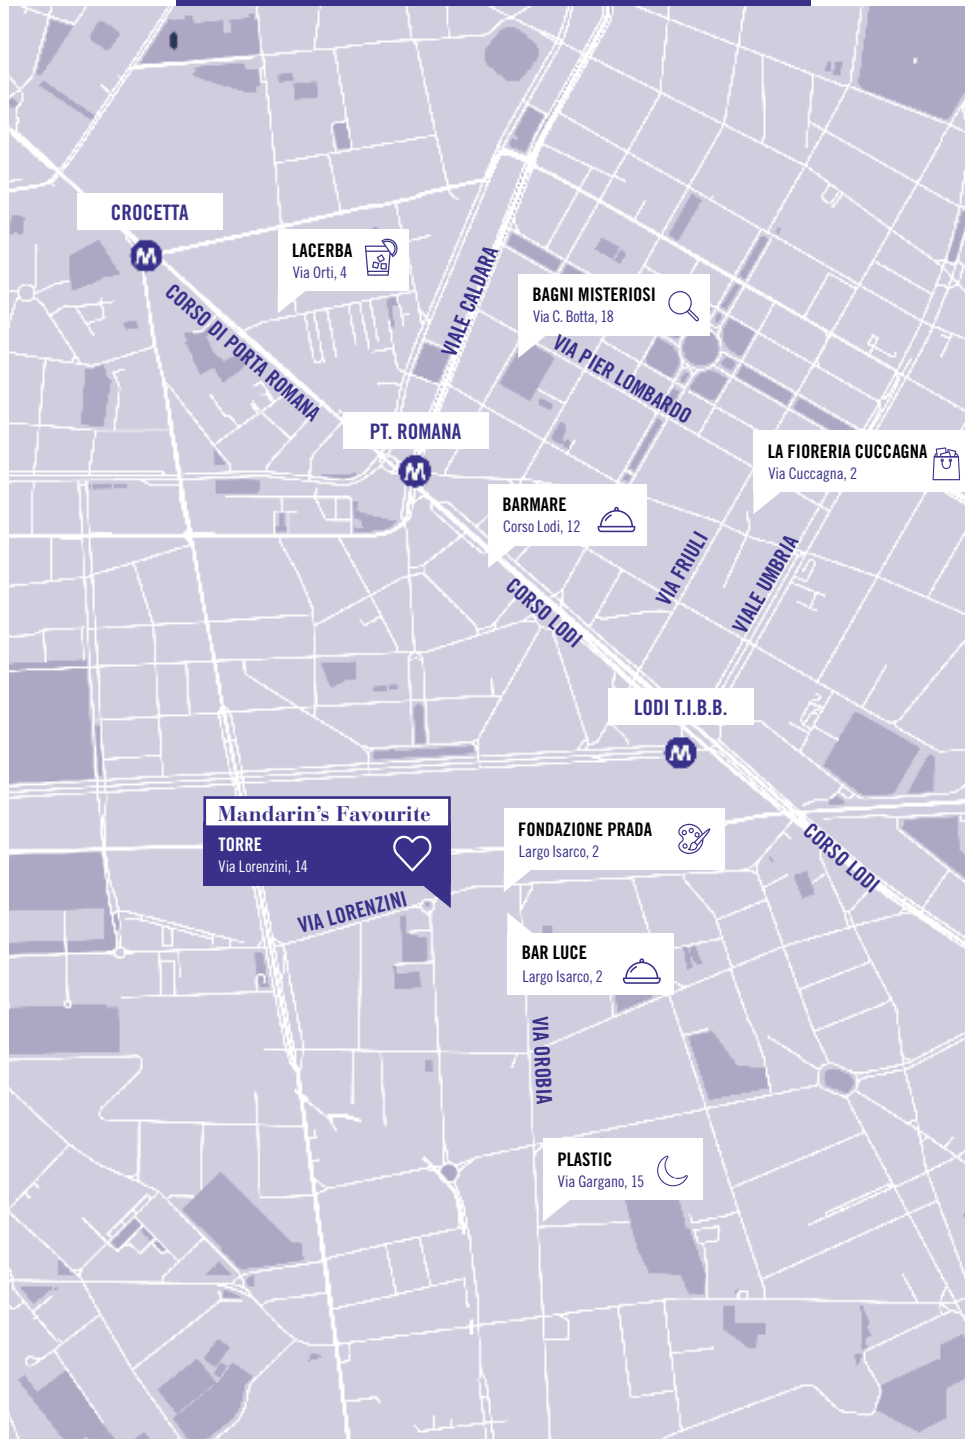 CROCETTA
M
LACERBA
Via Orti, 4
CORSO DI PORTA ROMANA
VIALE CALDARA
BAGNI MISTERIOSI
Via C. Botta, 18
VIA PIER LOMBARDO
PT. ROMANA
M
LA FIORERIA CUCCAGNA
Via Cuccagna, 2
BARMARE
Corso Lodi, 12
CORSO LODI
VIA FRIULI
VIALE UMBRIA
LODI T.I.B.B.
M
Mandarin's Favourite
TORRE
Via Lorenzini, 14
FONDAZIONE PRADA
Largo Isarco, 2
CORSO LODI
VIA LORENZINI
BAR LUCE
Largo Isarco, 2
VIA OROBIA
PLASTIC
Via Gargano, 15